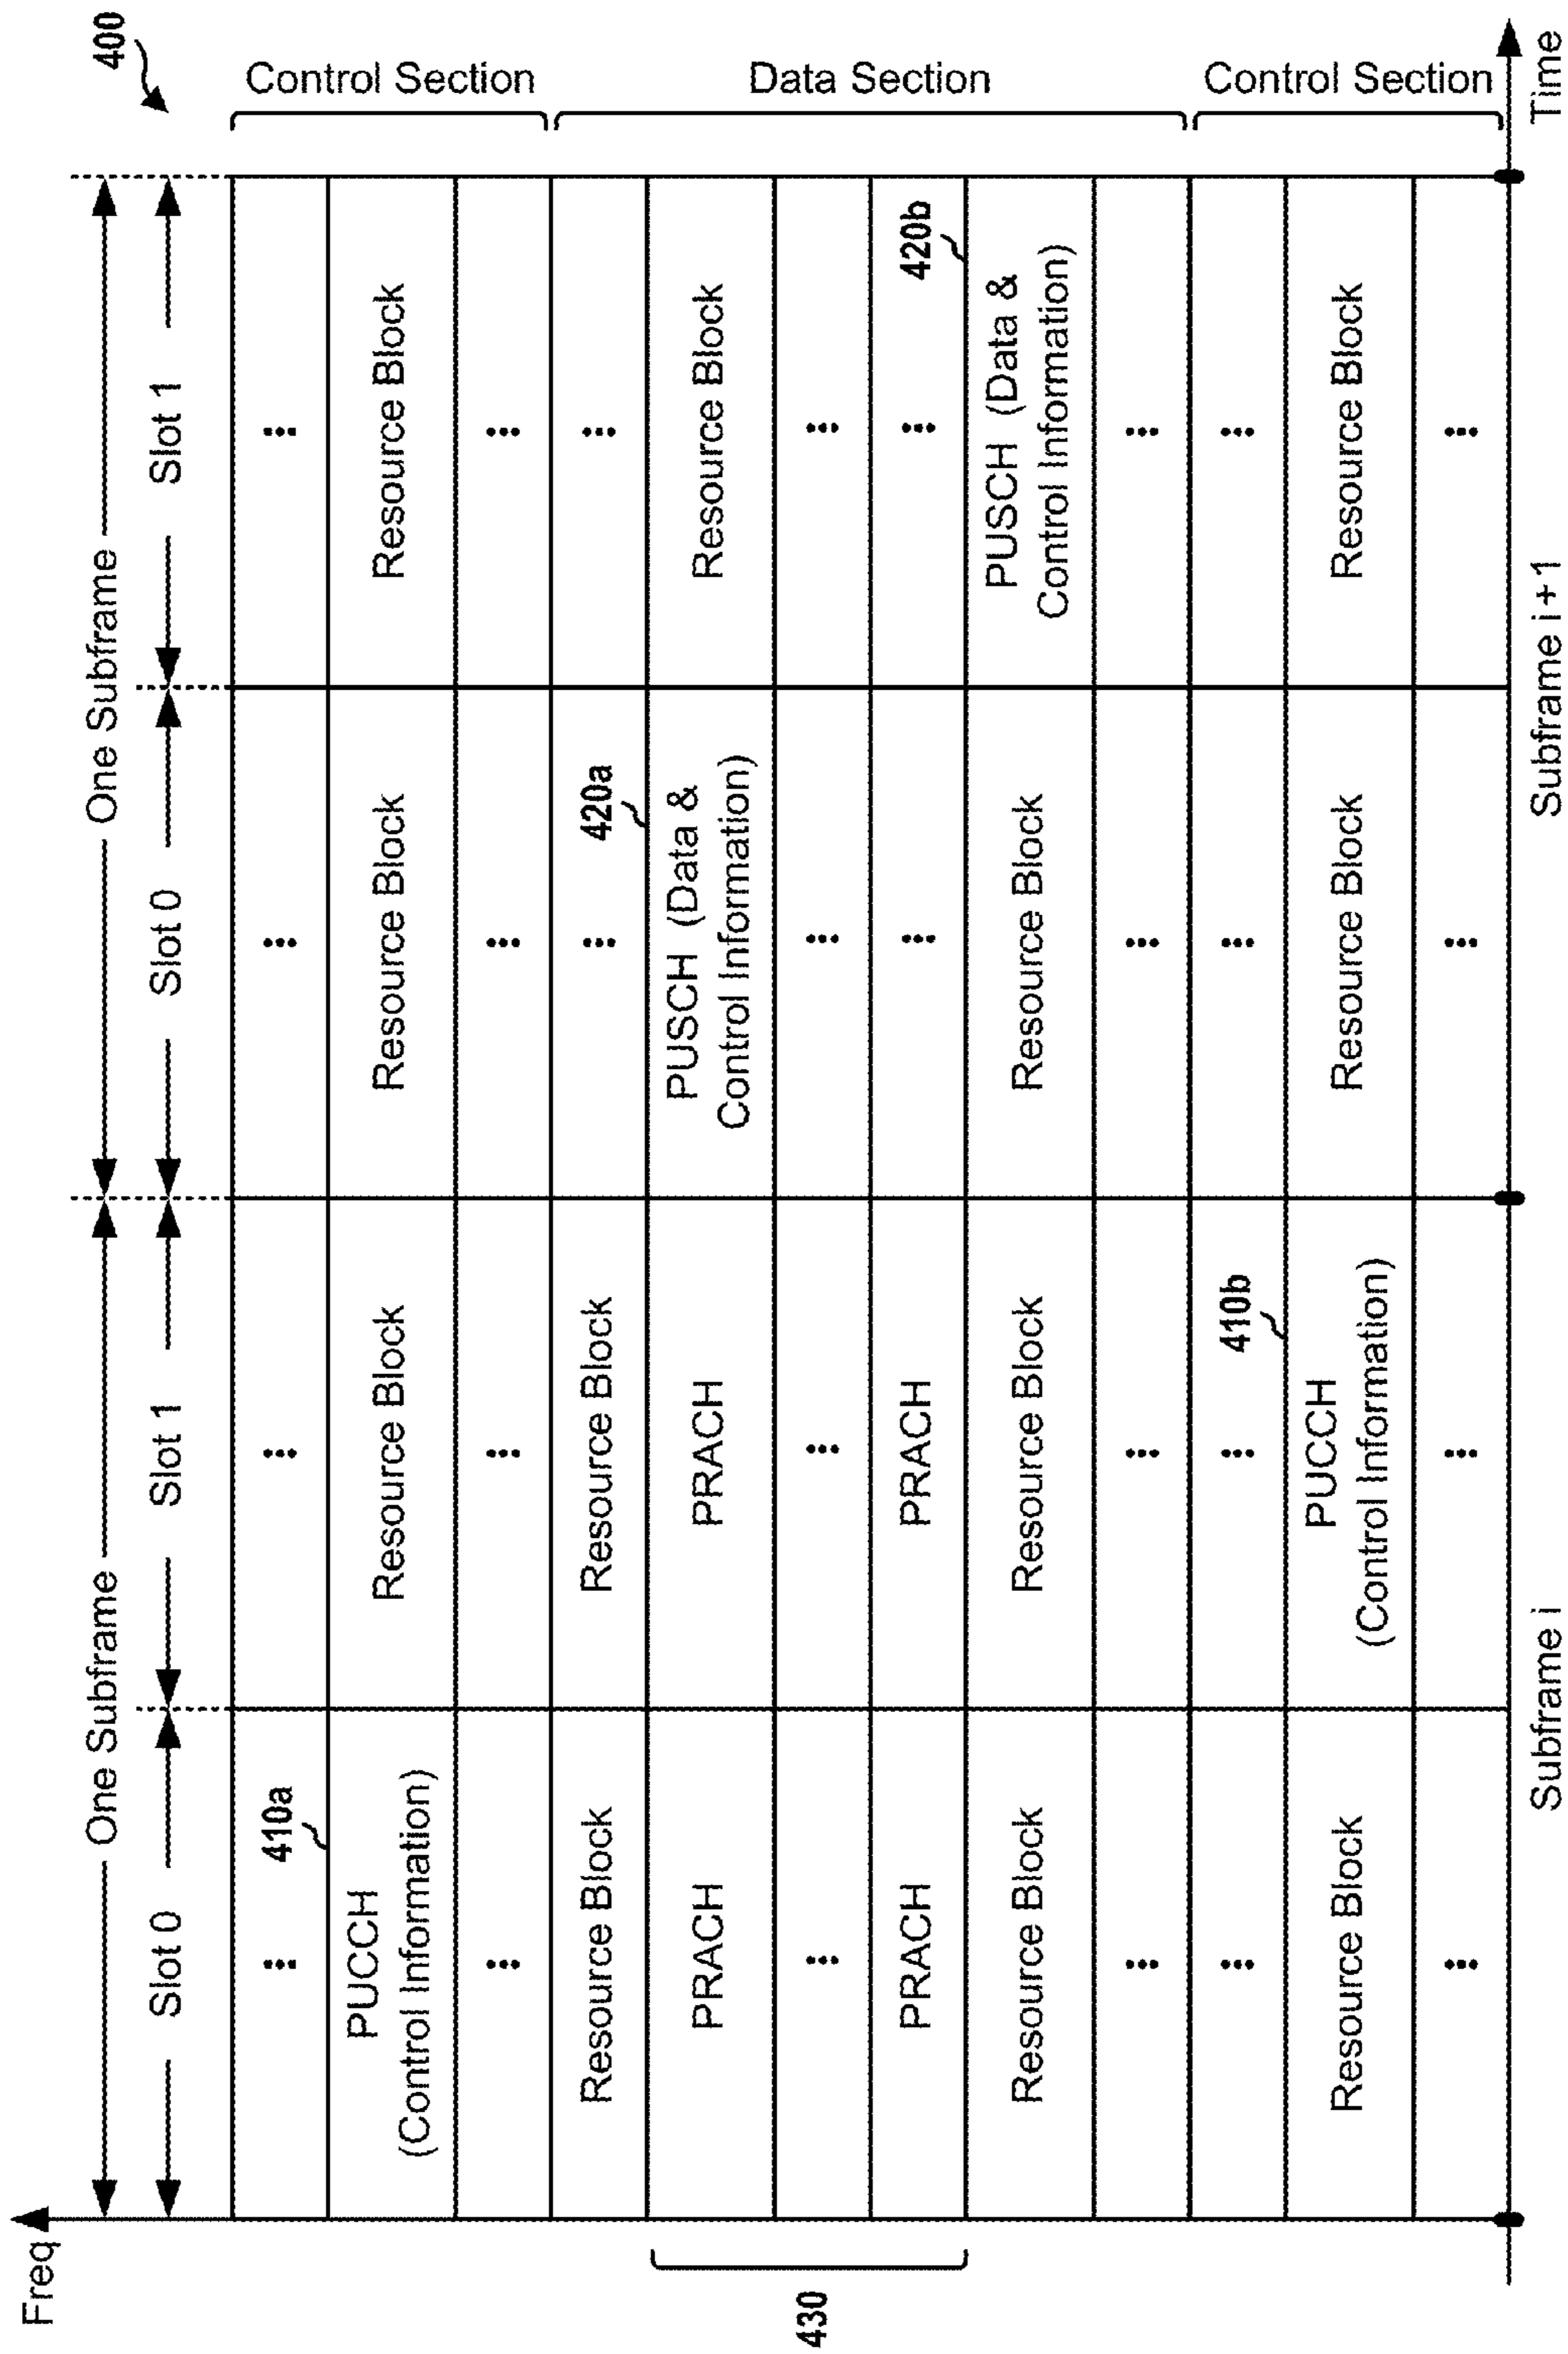 400
Freq
One Subframe
One Subframe
Slot 0
Slot 1
Slot 0
Slot 1
...
...
...
...
410a
PUCCH
(Control Information)
Resource Block
Resource Block
Resource Block
Control Section
...
...
...
...
Resource Block
Resource Block
...
...
420a
PRACH
PRACH
PUSCH (Data &
Control Information)
Resource Block
430
...
...
...
...
Data Section
PRACH
PRACH
...
...
420b
Resource Block
Resource Block
Resource Block
PUSCH (Data &
Control Information)
...
...
...
...
...
...
...
...
410b
Resource Block
PUCCH
(Control Information)
Resource Block
Resource Block
Control Section
...
...
...
...
Subframe i
Subframe i + 1
Time